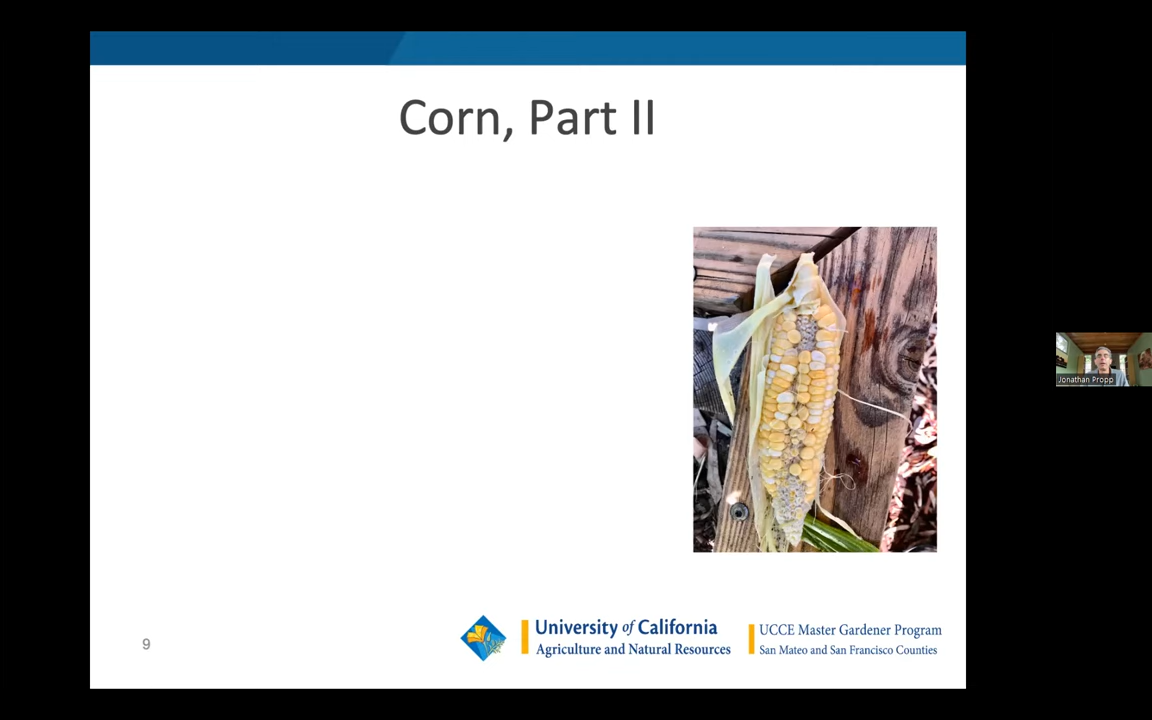 Corn, Part II
Jonathan Propp
9
University of California
Agriculture and Natural Resources
UCCE Master Gardener Program
San Mateo and San Francisco Counties